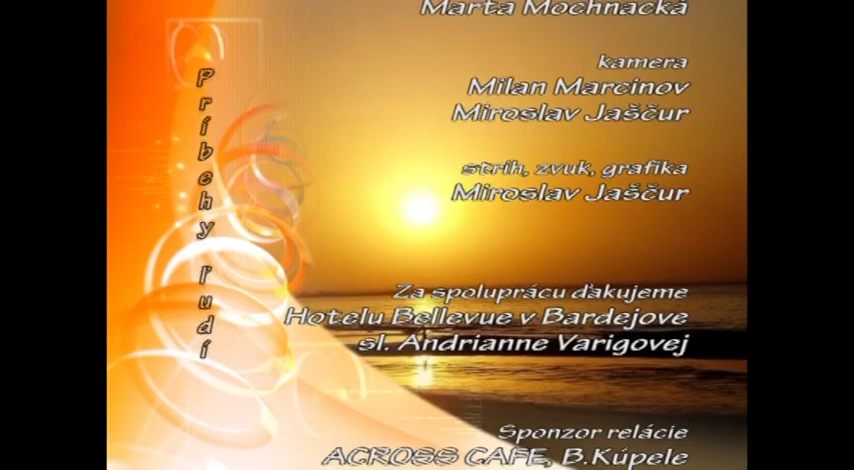 Marta Mochnacká
kamera
Milan Marcinov
Miroslav Jaščur
strih, zvuk, grafika
Miroslav Jaščur
Za spoluprácu ďakujeme
Hotelu Bellevue v Bardejove
sl. Andrianne Varigovej
Sponzor relácie
ACROSS CAFE, B.Kúpele
Príbehy ľudí